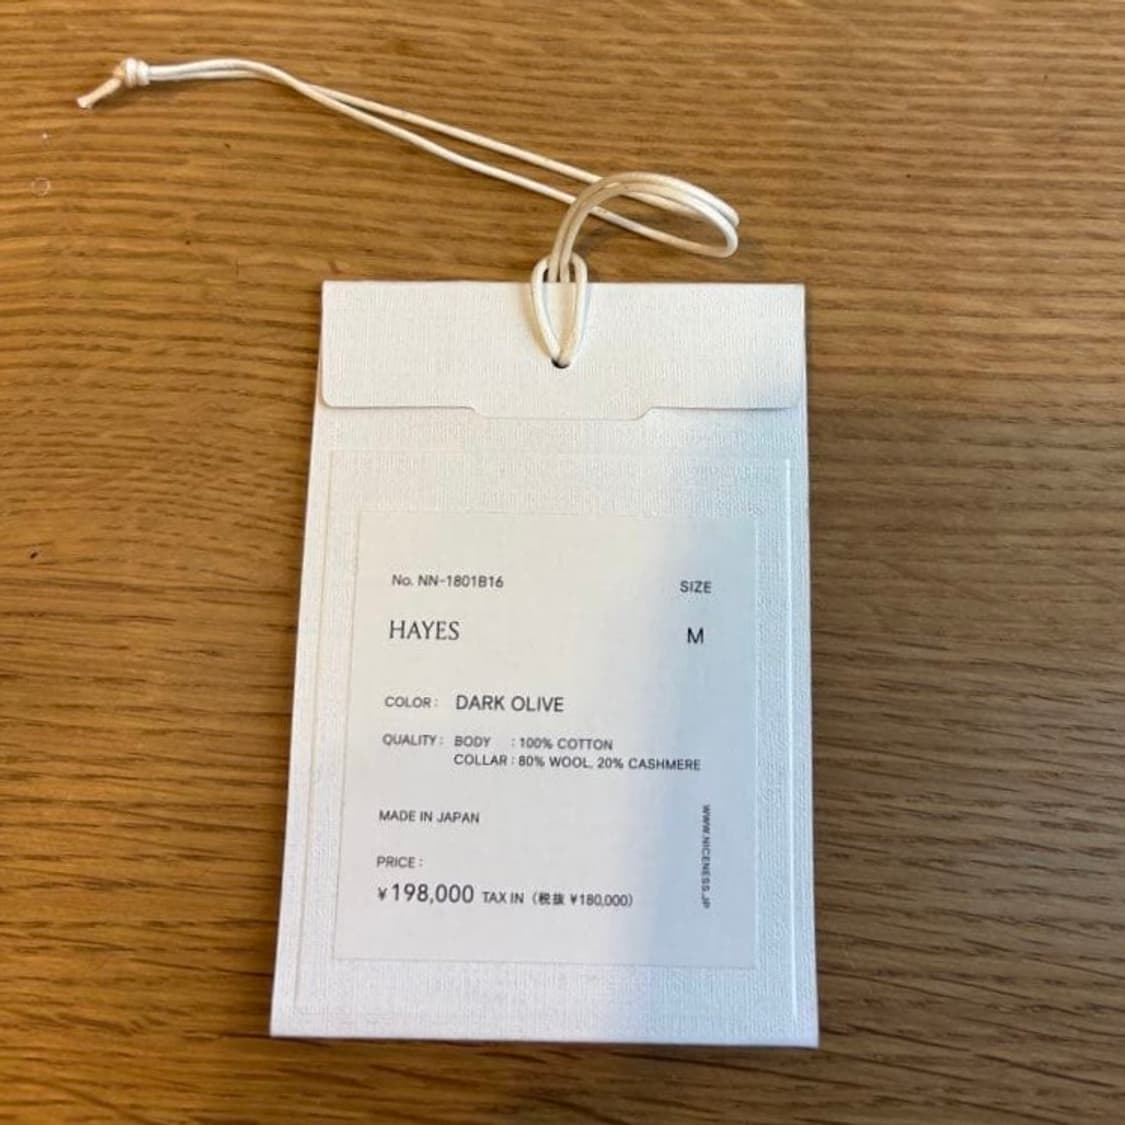 No. NN-1801B16
SIZE
HAYES
M
COLOR : DARK OLIVE
QUALITY : BODY : 100% COTTON
COLLAR : 80% WOOL, 20% CASHMERE
MADE IN JAPAN
WWW.NICENESS.JP
PRICE :
¥198,000 TAX IN (税抜 ¥180,000)